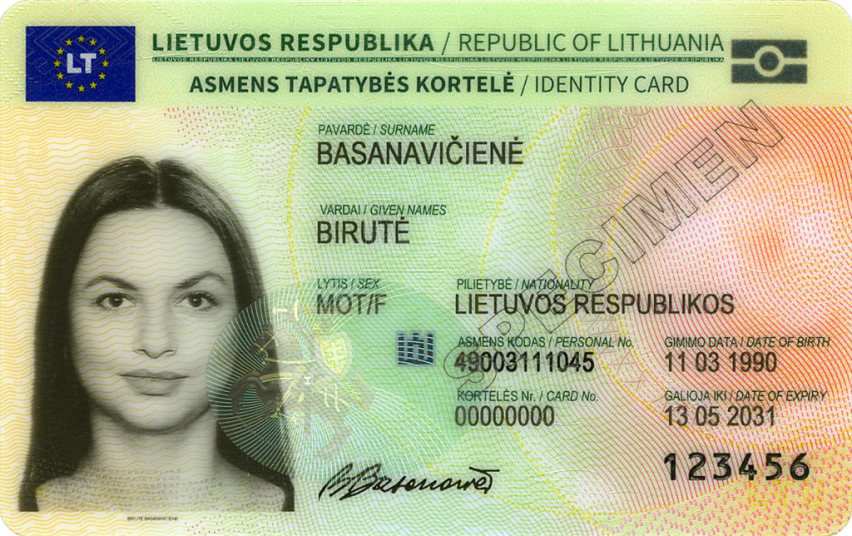 LT
LIETUVOS RESPUBLIKA / REPUBLIC OF LITHUANIA
LIETUVOS RESPUBLIKA LIETUVOS RESPUBLIKA LIETUVOS RESPUBLIKA LIETUVOS RESPUBLIKA LIETUVOS RESPUBLIKA LIETUVOS RESPUBLIKA
ASMENS TAPATYBĖS KORTELĖ / IDENTITY CARD
PAVARDĖ / SURNAME
BASANAVIČIENĖ
VARDAI / GIVEN NAMES
BIRUTĖ
LYTIS / SEX
MOT/F
PILIETYBĖ / NATIONALITY
LIETUVOS RESPUBLIKOS
ASMENS KODAS / PERSONAL No.
49003111045
GIMIMO DATA / DATE OF BIRTH
11 03 1990
KORTELĖS Nr. / CARD No.
00000000
GALIOJA IKI / DATE OF EXPIRY
13 05 2031
123456
SPECIMEN
BIRUTĖ BASANAVIČIENĖ